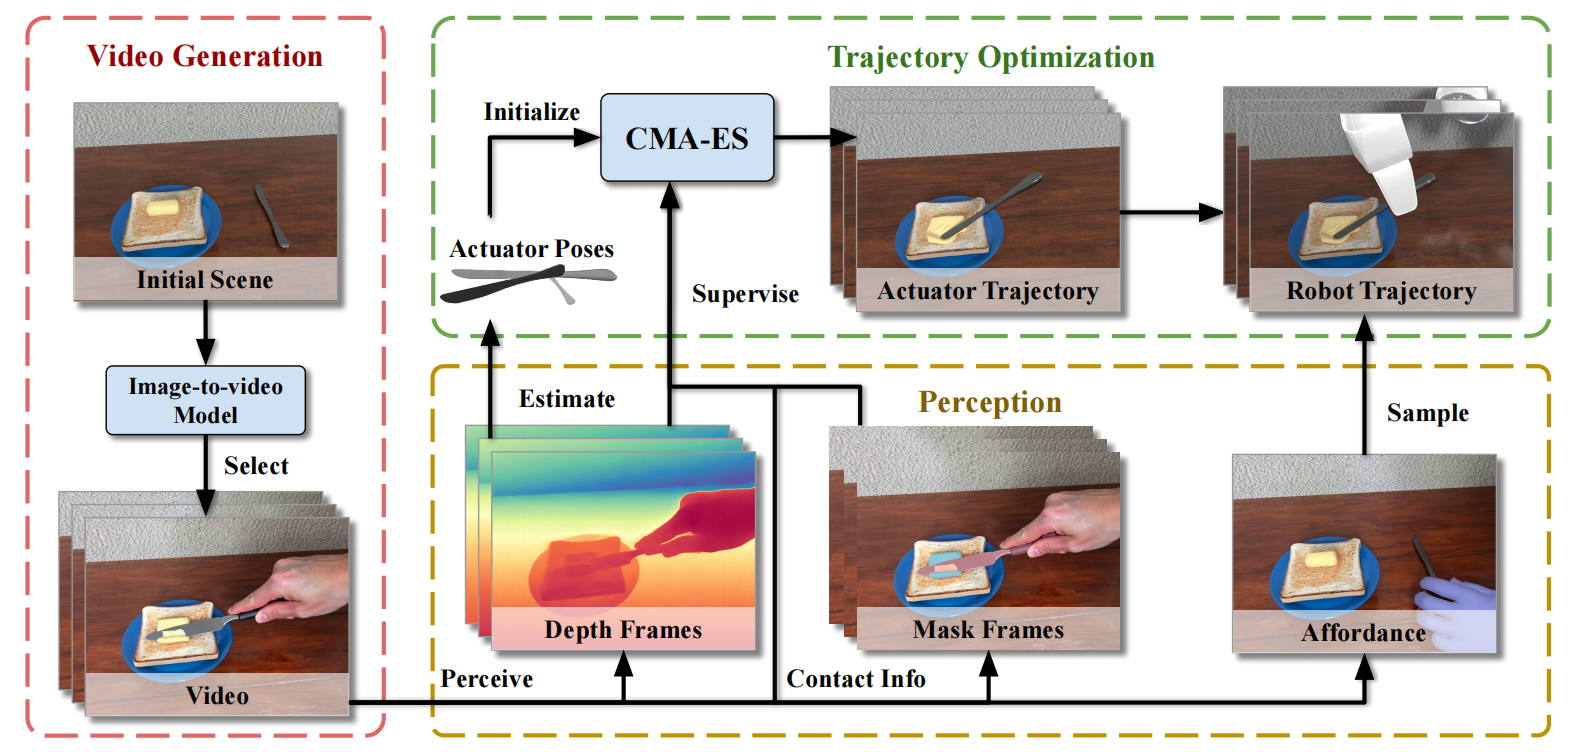 Video Generation
Initial Scene
Image-to-video
Model
Select
Video
Trajectory Optimization
Initialize
CMA-ES
Actuator Poses
Supervise
Actuator Trajectory
Robot Trajectory
Perception
Estimate
Sample
Depth Frames
Mask Frames
Affordance
Perceive
Contact Info